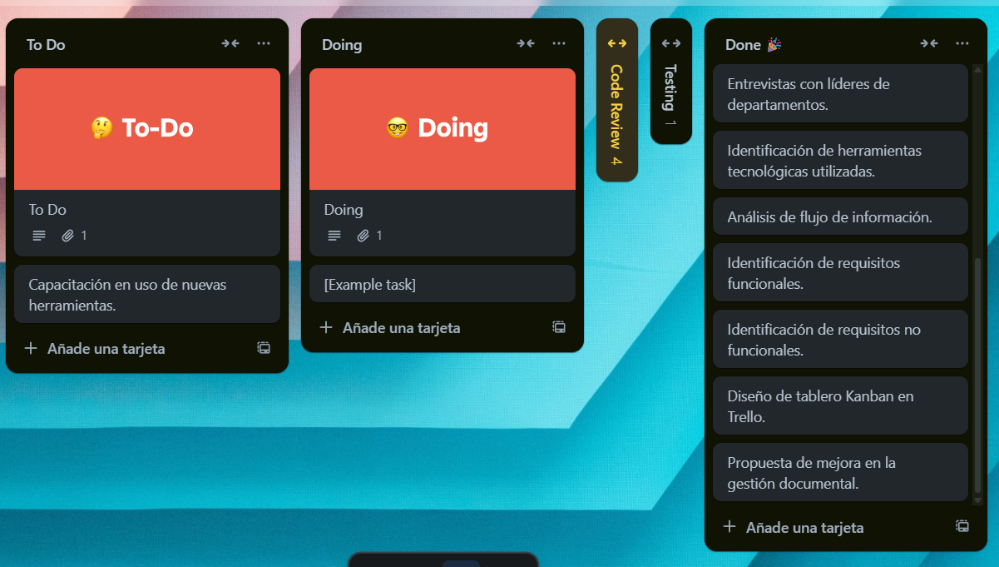 To Do
🤔 To-Do
To Do
1
Capacitación en uso de nuevas
herramientas.
Añade una tarjeta
Doing
🤓 Doing
Doing
1
[Example task]
Añade una tarjeta
Code Review 4
Testing 1
Done 🎉
Entrevistas con líderes de
departamentos.
Identificación de herramientas
tecnológicas utilizadas.
Análisis de flujo de información.
Identificación de requisitos
funcionales.
Identificación de requisitos no
funcionales.
Diseño de tablero Kanban en
Trello.
Propuesta de mejora en la
gestión documental.
Añade una tarjeta